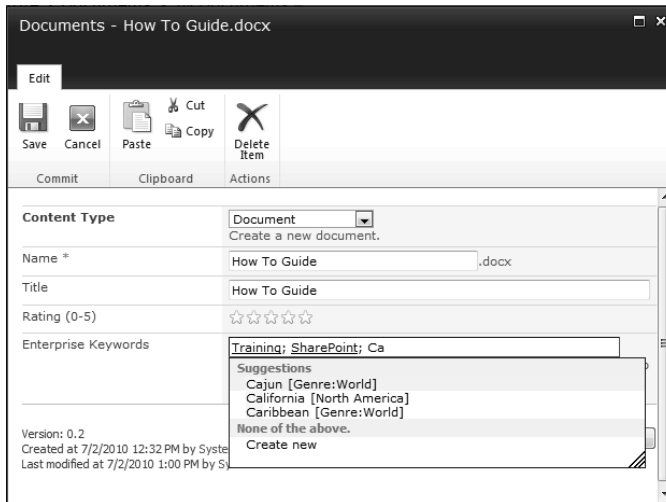 Documents - How To Guide.docx
Edit
Save
Cancel
Paste
Cut
Copy
Delete
Item
Commit
Clipboard
Actions
Content Type
Document
Create a new document.
Name *
How To Guide
.docx
Title
How To Guide
Rating (0-5)
Enterprise Keywords
Training; SharePoint; Ca
Suggestions
Cajun [Genre:World]
California [North America]
Caribbean [Genre:World]
None of the above.
Create new
Version: 0.2
Created at 7/2/2010 12:32 PM by Syste
Last modified at 7/2/2010 1:00 PM by Sy